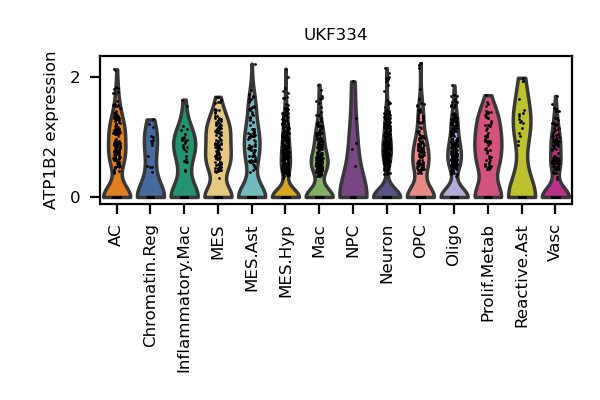 UKF334
ATP1B2 expression
2
0
AC
Chromatin.Reg
Inflammatory.Mac
MES
MES.Ast
MES.Hyp
Mac
NPC
Neuron
OPC
Oligo
Prolif.Metab
Reactive.Ast
Vasc